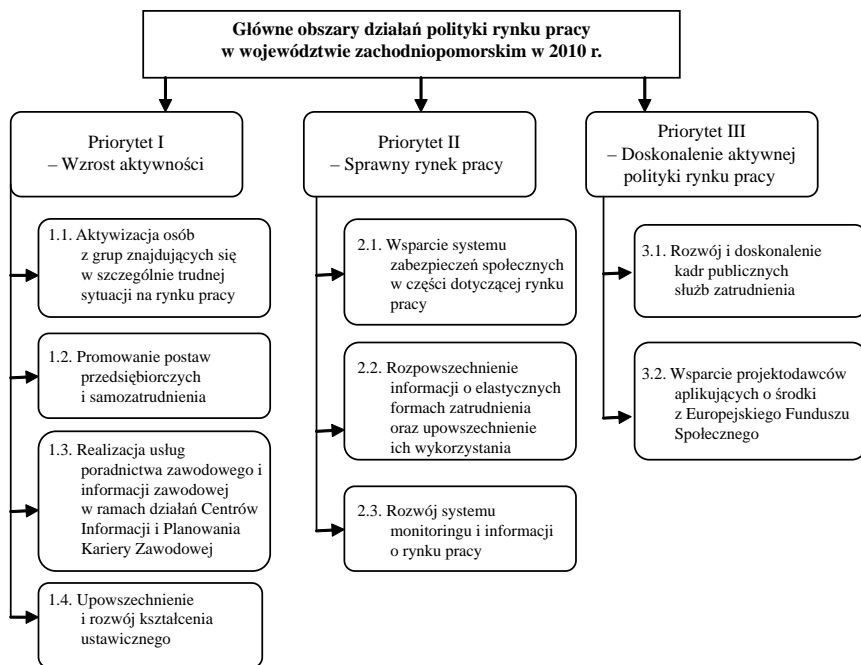 Główne obszary działań polityki rynku pracy
w województwie zachodniopomorskim w 2010 r.
Priorytet I
– Wzrost aktywności
1.1. Aktywizacja osób
z grup znajdujących się
w szczególnie trudnej
sytuacji na rynku pracy
1.2. Promowanie postaw
przedsiębiorczych
i samozatrudnienia
1.3. Realizacja usług
poradnictwa zawodowego i
informacji zawodowej
w ramach działań Centrów
Informacji i Planowania
Kariery Zawodowej
1.4. Upowszechnienie
i rozwój kształcenia
ustawicznego
Priorytet II
– Sprawny rynek pracy
2.1. Wsparcie systemu
zabezpieczeń społecznych
w części dotyczącej rynku
pracy
2.2. Rozpowszechnienie
informacji o elastycznych
formach zatrudnienia
oraz upowszechnienie
ich wykorzystania
2.3. Rozwój systemu
monitoringu i informacji
o rynku pracy
Priorytet III
– Doskonalenie aktywnej
polityki rynku pracy
3.1. Rozwój i doskonalenie
kadr publicznych
służb zatrudnienia
3.2. Wsparcie projektodawców
aplikujących o środki
z Europejskiego Funduszu
Społecznego